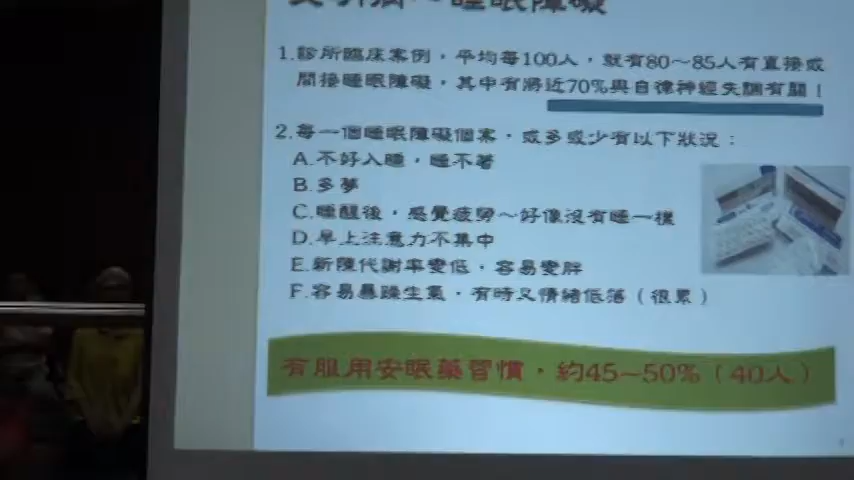 睡眠障礙
1.診所臨床案例，平均每100人，就有80～85人有直接或
間接睡眠障礙，其中有將近70%與自律神經失調有關！
2.每一個睡眠障礙個案，或多或少有以下狀況：
A.不好入睡，睡不著
B.多夢
C.睡醒後，感覺疲勞～好像沒有睡一樣
D.早上注意力不集中
E.新陳代謝率變低，容易變胖
F.容易暴躁生氣，有時又情緒低落（很累）
有服用安眠藥習慣，約45~50%（40人）